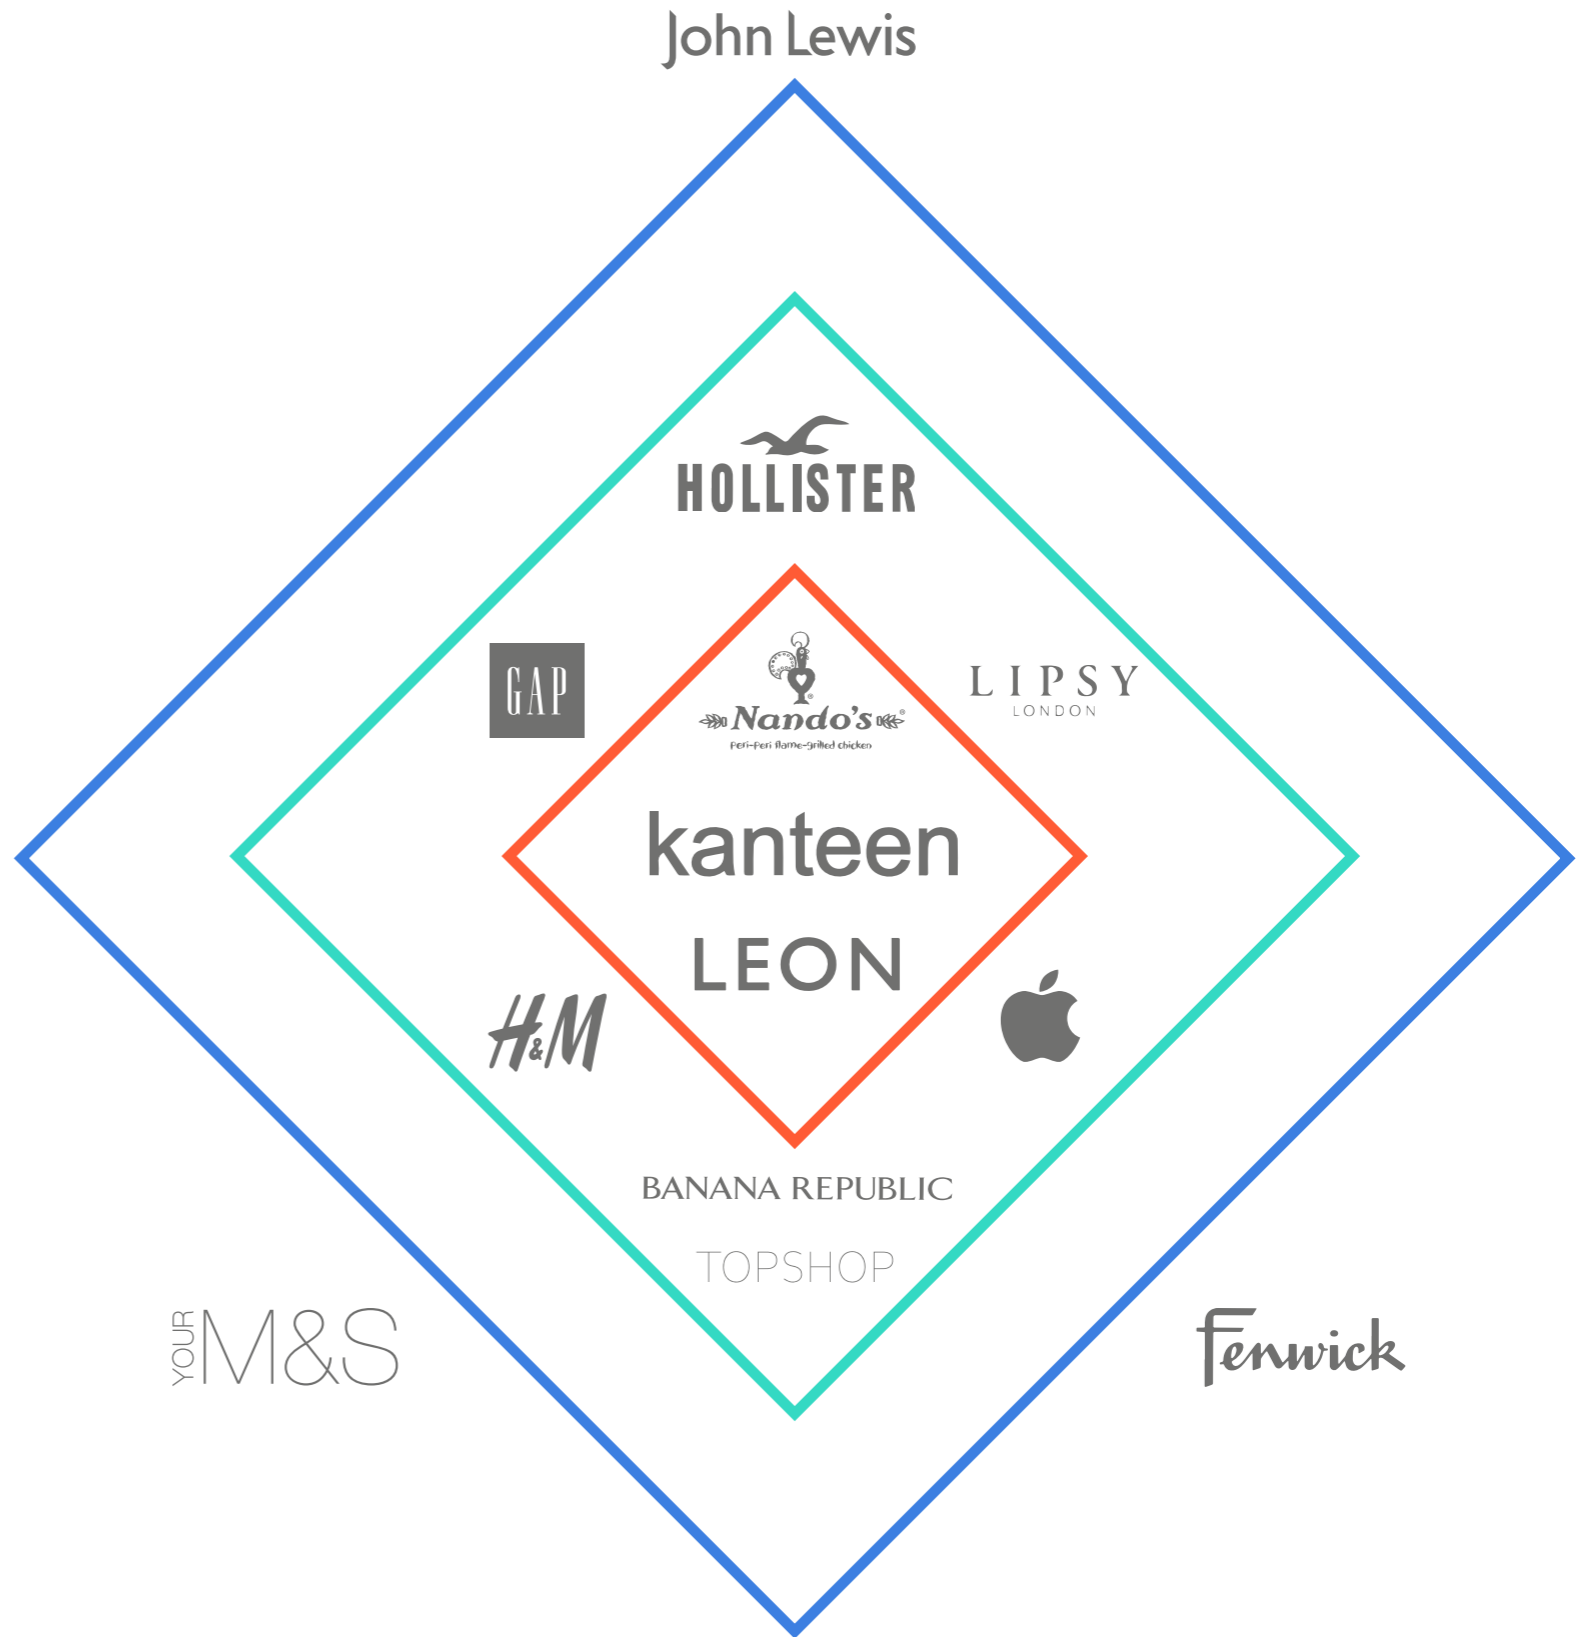 John Lewis
HOLLISTER
GAP
Nando's®
®
Peri-Peri flame-grilled chicken
LIPSY
LONDON
kanteen
LEON
H&M
BANANA REPUBLIC
TOPSHOP
YOUR M&S
Fenwick